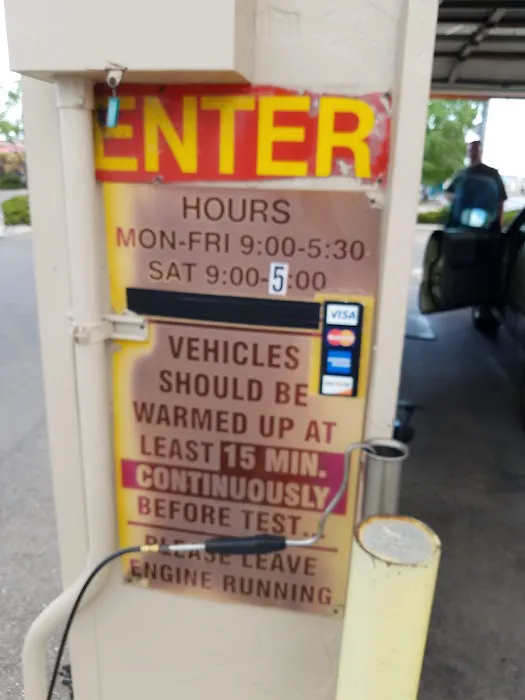 ENTER
HOURS
MON-FRI 9:00-5:30
SAT 9:00-5:00
VISA
VEHICLES
SHOULD BE
WARMED UP AT
LEAST 15 MIN.
CONTINUOUSLY
BEFORE TEST.
PLEASE LEAVE
ENGINE RUNNING